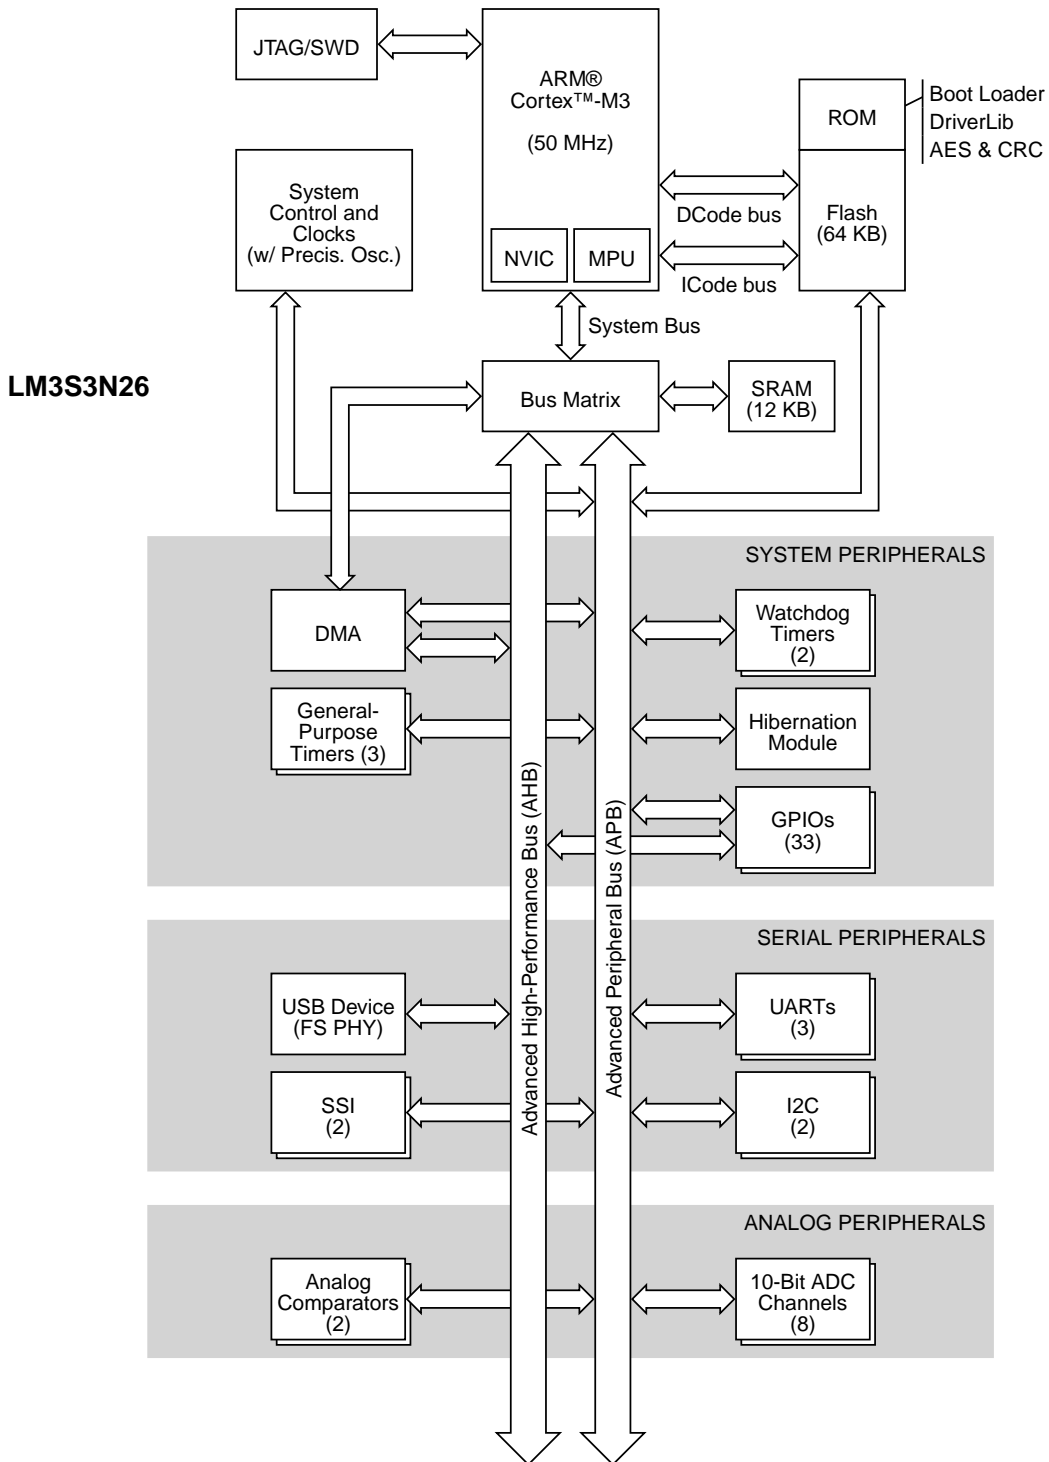 JTAG/SWD
ARM®
Cortex™-M3
(50 MHz)
NVIC
MPU
ROM
Boot Loader
DriverLib
AES & CRC
System
Control and
Clocks
(w/ Precis. Osc.)
DCode bus
Flash
(64 KB)
ICode bus
System Bus
LM3S3N26
Bus Matrix
SRAM
(12 KB)
SYSTEM PERIPHERALS
DMA
Watchdog
Timers
(2)
General-
Purpose
Timers (3)
Hibernation
Module
GPIOs
(33)
Advanced High-Performance Bus (AHB)
Advanced Peripheral Bus (APB)
SERIAL PERIPHERALS
USB Device
(FS PHY)
UARTs
(3)
SSI
(2)
I2C
(2)
ANALOG PERIPHERALS
Analog
Comparators
(2)
10-Bit ADC
Channels
(8)